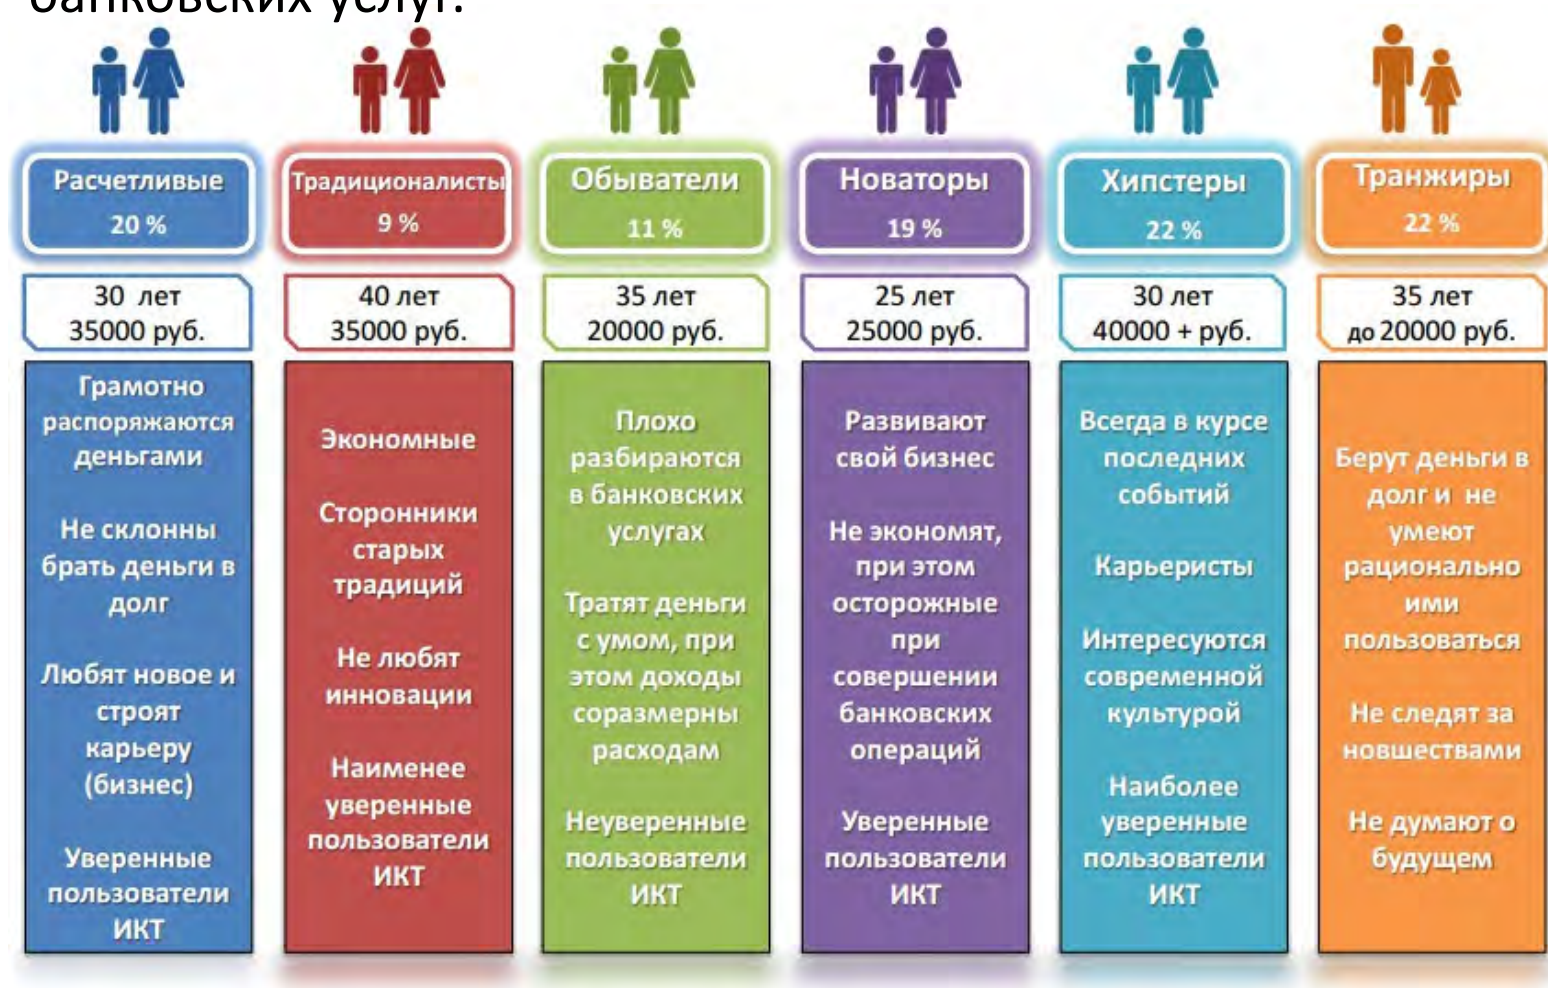 банковских услуг.
Расчетливые
20 %
30 лет
35000 руб.
Грамотно
распоряжаются
деньгами
Не склонны
брать деньги в
долг
Любят новое и
строят
карьеру
(бизнес)
Уверенные
пользователи
ИКТ
Традиционалисты
9 %
40 лет
35000 руб.
Экономные
Сторонники
старых
традиций
Не любят
инновации
Наименее
уверенные
пользователи
ИКТ
Обыватели
11 %
35 лет
20000 руб.
Плохо
разбираются
в банковских
услугах
Тратят деньги
с умом, при
этом доходы
соразмерны
расходам
Неуверенные
пользователи
ИКТ
Новаторы
19 %
25 лет
25000 руб.
Развивают
свой бизнес
Не экономят,
при этом
осторожные
при
совершении
банковских
операций
Уверенные
пользователи
ИКТ
Хипстеры
22 %
30 лет
40000 + руб.
Всегда в курсе
последних
событий
Карьеристы
Интересуются
современной
культурой
Наиболее
уверенные
пользователи
ИКТ
Транжиры
22 %
35 лет
до 20000 руб.
Берут деньги в
долг и не
умеют
рационально
ими
пользоваться
Не следят за
новшествами
Не думают о
будущем